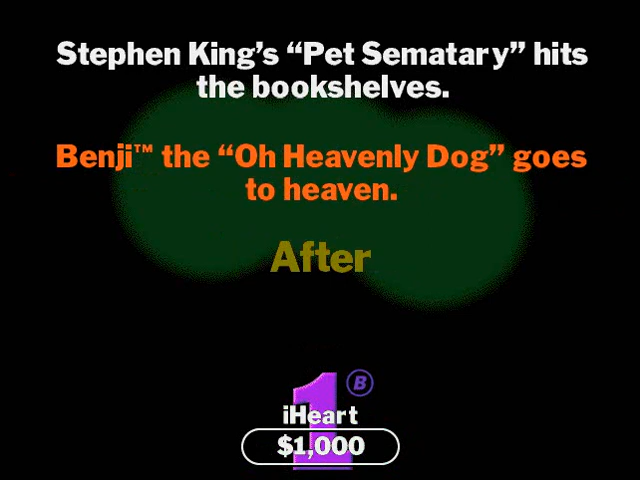 Stephen King's “Pet Sematary” hits
the bookshelves.
Benji™ the “Oh Heavenly Dog” goes
to heaven.
After
1 B
iHeart
$1,000